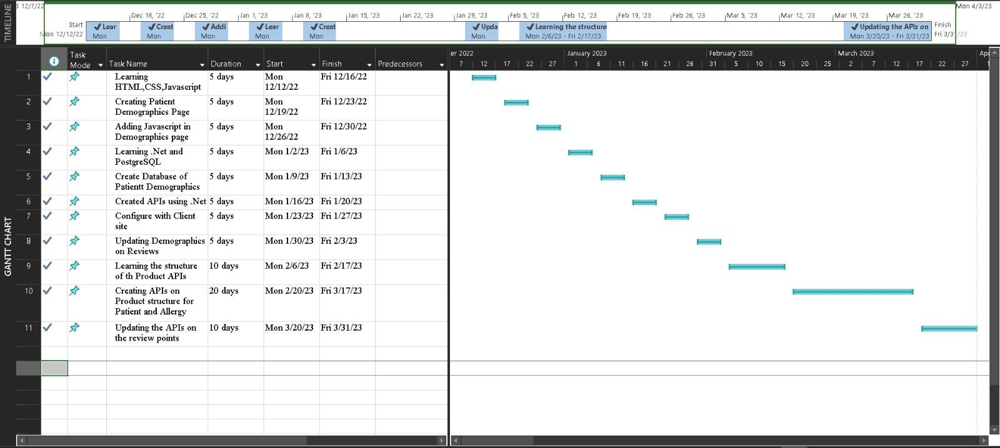 TIMELINE
12/7/22
Mon 4/3/23
Dec 18, '22
Dec 25, '22
Jan 1, '23
Jan 8, '23
Jan 15, '23
Jan 22, '23
Jan 29, '23
Feb 5, '23
Feb 12, '23
Feb 19, '23
Feb 26, '23
Mar 5, '23
Mar 12, '23
Mar 19, '23
Mar 26, '23
Start
Mon 12/12/22
Lear
Mon
Creat
Mon
Addi
Mon
Lear
Mon
Creat
Mon
Upda
Mon
Learning the structure
Mon 2/6/23 - Fri 2/17/23
Updating the APIs on
Mon 3/20/23 - Fri 3/31/23
Finish
Fri 3/31/23
GANTT CHART
Task Mode Task Name Duration Start Finish Predecessors
er 2022 January 2023 February 2023 March 2023 Apri
7 12 17 22 27 1 6 11 16 21 26 31 5 10 15 20 25 2 7 12 17 22 27 1
1 Learning HTML,CSS,Javascript 5 days Mon 12/12/22 Fri 12/16/22
2 Creating Patient Demographics Page 5 days Mon 12/19/22 Fri 12/23/22
3 Adding Javascript in Demographics page 5 days Mon 12/26/22 Fri 12/30/22
4 Learning .Net and PostgreSQL 5 days Mon 1/2/23 Fri 1/6/23
5 Create Database of Patientt Demographics 5 days Mon 1/9/23 Fri 1/13/23
6 Created APIs using .Net 5 days Mon 1/16/23 Fri 1/20/23
7 Configure with Client site 5 days Mon 1/23/23 Fri 1/27/23
8 Updating Demographics on Reviews 5 days Mon 1/30/23 Fri 2/3/23
9 Learning the structure of th Product APIs 10 days Mon 2/6/23 Fri 2/17/23
10 Creating APIs on Product structure for Patient and Allergy 20 days Mon 2/20/23 Fri 3/17/23
11 Updating the APIs on the review points 10 days Mon 3/20/23 Fri 3/31/23